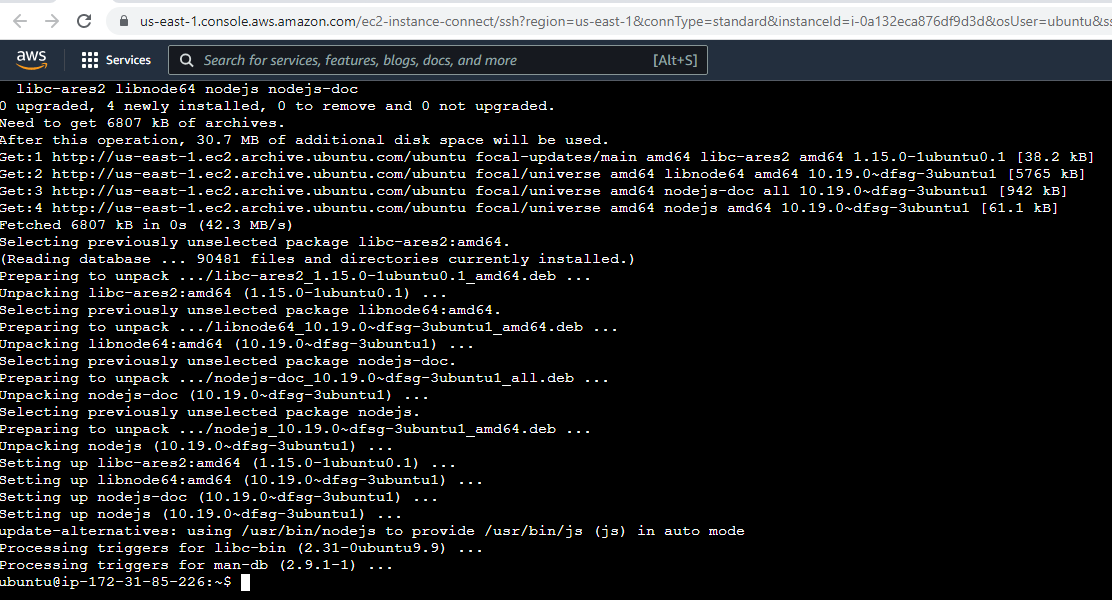 us-east-1.console.aws.amazon.com/ec2-instance-connect/ssh?region=us-east-1&connType=standard&instanceId=i-0a132eca876df9d3d&osUser=ubuntu&ss
aws Services Search for services, features, blogs, docs, and more [Alt+S]
libc-ares2 libnode64 nodejs nodejs-doc
0 upgraded, 4 newly installed, 0 to remove and 0 not upgraded.
Need to get 6807 kB of archives.
After this operation, 30.7 MB of additional disk space will be used.
Get:1 http://us-east-1.ec2.archive.ubuntu.com/ubuntu focal-updates/main amd64 libc-ares2 amd64 1.15.0-1ubuntu0.1 [38.2 kB]
Get:2 http://us-east-1.ec2.archive.ubuntu.com/ubuntu focal/universe amd64 libnode64 amd64 10.19.0~dfsg-3ubuntu1 [5765 kB]
Get:3 http://us-east-1.ec2.archive.ubuntu.com/ubuntu focal/universe amd64 nodejs-doc all 10.19.0~dfsg-3ubuntu1 [942 kB]
Get:4 http://us-east-1.ec2.archive.ubuntu.com/ubuntu focal/universe amd64 nodejs amd64 10.19.0~dfsg-3ubuntu1 [61.1 kB]
Fetched 6807 kB in 0s (42.3 MB/s)
Selecting previously unselected package libc-ares2:amd64.
(Reading database ... 90481 files and directories currently installed.)
Preparing to unpack .../libc-ares2_1.15.0-1ubuntu0.1_amd64.deb ...
Unpacking libc-ares2:amd64 (1.15.0-1ubuntu0.1) ...
Selecting previously unselected package libnode64:amd64.
Preparing to unpack .../libnode64_10.19.0~dfsg-3ubuntu1_amd64.deb ...
Unpacking libnode64:amd64 (10.19.0~dfsg-3ubuntu1) ...
Selecting previously unselected package nodejs-doc.
Preparing to unpack .../nodejs-doc_10.19.0~dfsg-3ubuntu1_all.deb ...
Unpacking nodejs-doc (10.19.0~dfsg-3ubuntu1) ...
Selecting previously unselected package nodejs.
Preparing to unpack .../nodejs_10.19.0~dfsg-3ubuntu1_amd64.deb ...
Unpacking nodejs (10.19.0~dfsg-3ubuntu1) ...
Setting up libc-ares2:amd64 (1.15.0-1ubuntu0.1) ...
Setting up libnode64:amd64 (10.19.0~dfsg-3ubuntu1) ...
Setting up nodejs-doc (10.19.0~dfsg-3ubuntu1) ...
Setting up nodejs (10.19.0~dfsg-3ubuntu1) ...
update-alternatives: using /usr/bin/nodejs to provide /usr/bin/js (js) in auto mode
Processing triggers for libc-bin (2.31-0ubuntu9.9) ...
Processing triggers for man-db (2.9.1-1) ...
ubuntu@ip-172-31-85-226:~$